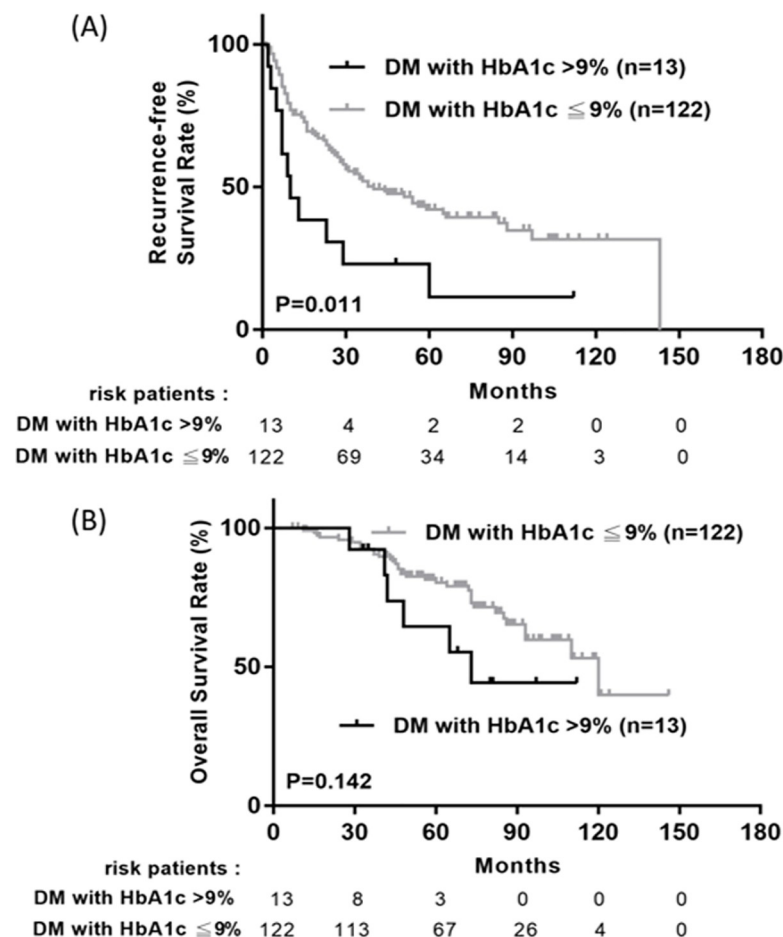 (A)
100
50
0
Recurrence-free
Survival Rate (%)
DM with HbA1c >9% (n=13)
DM with HbA1c ≦ 9% (n=122)
P=0.011
0 30 60 90 120 150 180
Months
risk patients :
DM with HbA1c >9% 13 4 2 2 0 0
DM with HbA1c ≦9% 122 69 34 14 3 0
(B)
100
50
0
Overall Survival Rate (%)
DM with HbA1c ≦ 9% (n=122)
DM with HbA1c >9% (n=13)
P=0.142
0 30 60 90 120 150 180
Months
risk patients :
DM with HbA1c >9% 13 8 3 0 0 0
DM with HbA1c ≦9% 122 113 67 26 4 0